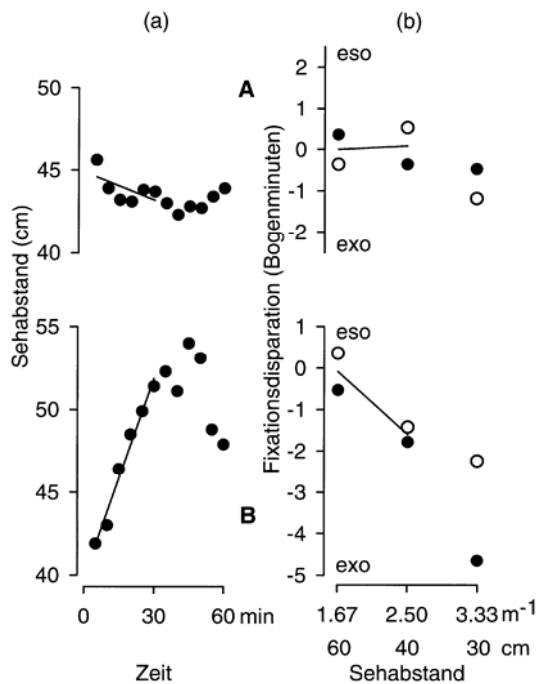 (a) (b)
A
50
45
40
Sehabstand (cm)
55
50
45
40
B
0 30 60 min
Zeit
eso
2
1
0
-1
-2
exo
Fixationsdisparation (Bogenminuten)
1
eso
0
-1
-2
-3
-4
-5
exo
1.67 2.50 3.33 m⁻¹
60 40 30 cm
Sehabstand